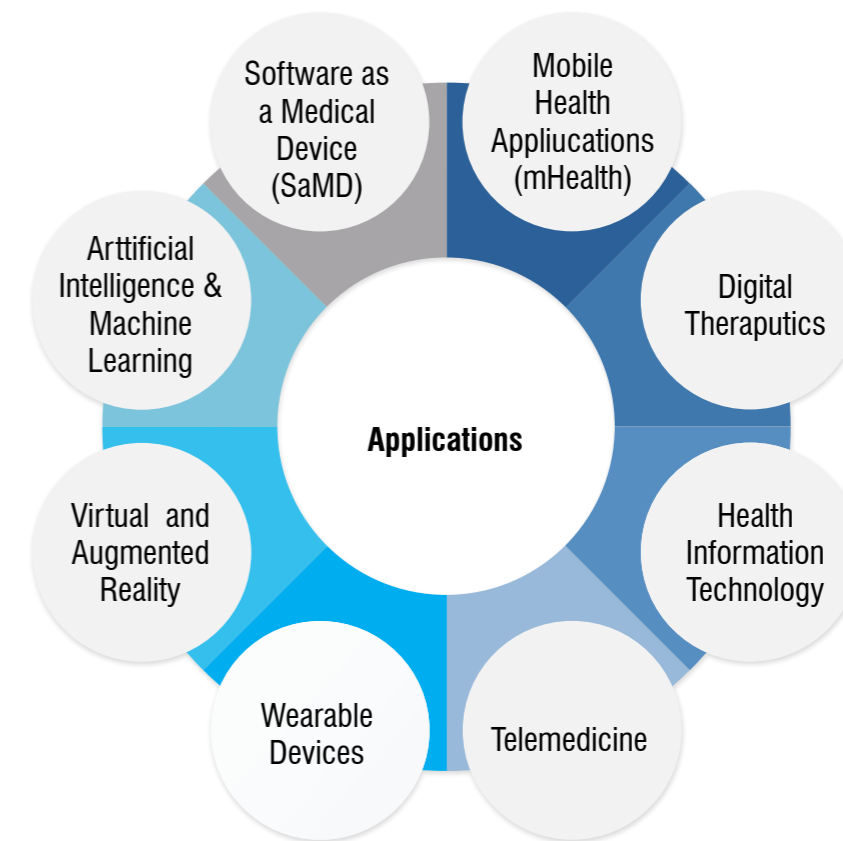 Software as
a Medical
Device
(SaMD)
Mobile
Health
Appliucations
(mHealth)
Digital
Theraputics
Health
Information
Technology
Telemedicine
Wearable
Devices
Virtual and
Augmented
Reality
Arttificial
Intelligence &
Machine
Learning
Applications